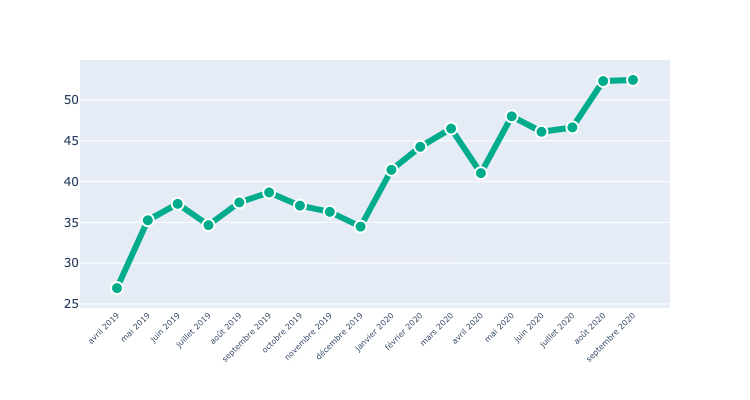 50
45
40
35
30
25
avril 2019
mai 2019
juin 2019
juillet 2019
août 2019
septembre 2019
octobre 2019
novembre 2019
décembre 2019
janvier 2020
février 2020
mars 2020
avril 2020
mai 2020
juin 2020
juillet 2020
août 2020
septembre 2020